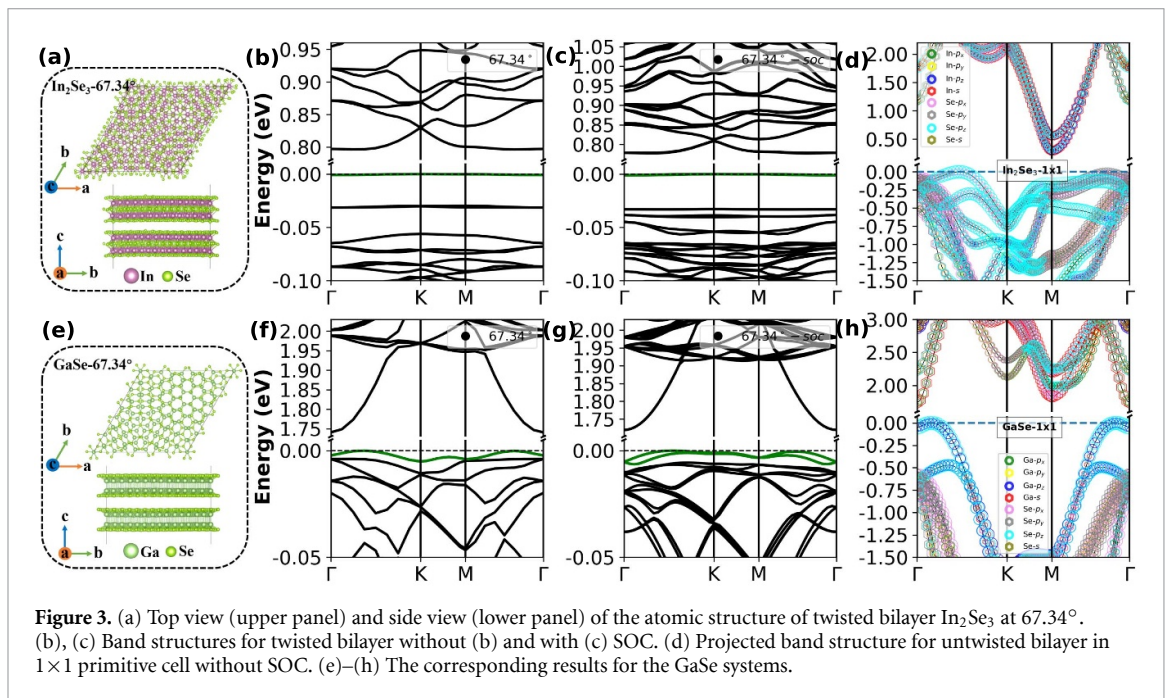 (a)
In₂Se₃-67.34°
b
c
a
c
a
b
In Se
(b)
Energy (eV)
0.95
0.90
0.85
0.80
0.00
-0.05
-0.10
67.34°
Γ K M Γ
(c)
1.05
1.00
0.95
0.90
0.85
0.80
0.00
-0.05
-0.10
67.34° − soc
Γ K M Γ
(d)
2.00
1.50
1.00
0.50
0.00
-0.25
-0.50
-0.75
-1.00
-1.25
-1.50
In-pₓ
In-p_y
In-p_z
In-s
Se-pₓ
Se-p_y
Se-p_z
Se-s
In₂Se₃-1x1
Γ K M Γ
(e)
GaSe-67.34°
b
c
a
c
a
b
Ga Se
(f)
Energy (eV)
2.00
1.95
1.90
1.85
1.80
1.75
0.00
-0.05
67.34°
Γ K M Γ
(g)
2.00
1.95
1.90
1.85
1.80
1.75
0.00
-0.05
67.34° − soc
Γ K M Γ
(h)
3.00
2.50
2.00
0.00
-0.25
-0.50
-0.75
-1.00
-1.25
-1.50
GaSe-1x1
Ga-pₓ
Ga-p_y
Ga-p_z
Ga-s
Se-pₓ
Se-p_y
Se-p_z
Se-s
Γ K M Γ
Figure 3. (a) Top view (upper panel) and side view (lower panel) of the atomic structure of twisted bilayer In₂Se₃ at 67.34°.
(b), (c) Band structures for twisted bilayer without (b) and with (c) SOC. (d) Projected band structure for untwisted bilayer in
1×1 primitive cell without SOC. (e)–(h) The corresponding results for the GaSe systems.